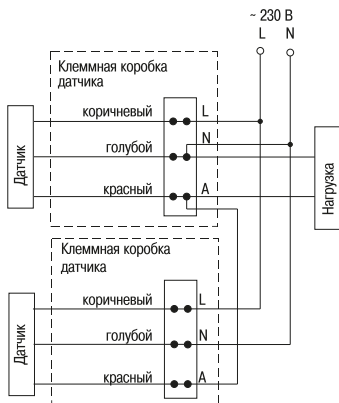 ~ 230 В
L N
Клеммная коробка
датчика
коричневый
L
голубой
N
красный
A
Датчик
Нагрузка
Клеммная коробка
датчика
коричневый
L
голубой
N
красный
A
Датчик